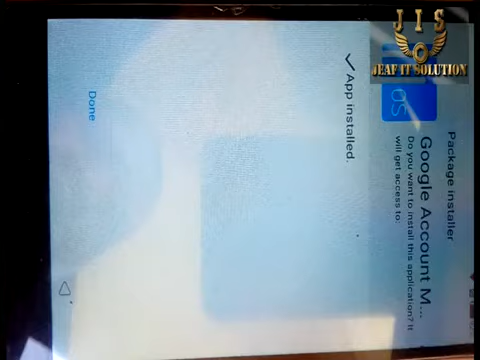 J I S
JEAF IT SOLUTION
Package installer
Google Account M...
Do you want to install this application? It
will get access to:
✓ App installed.
Done